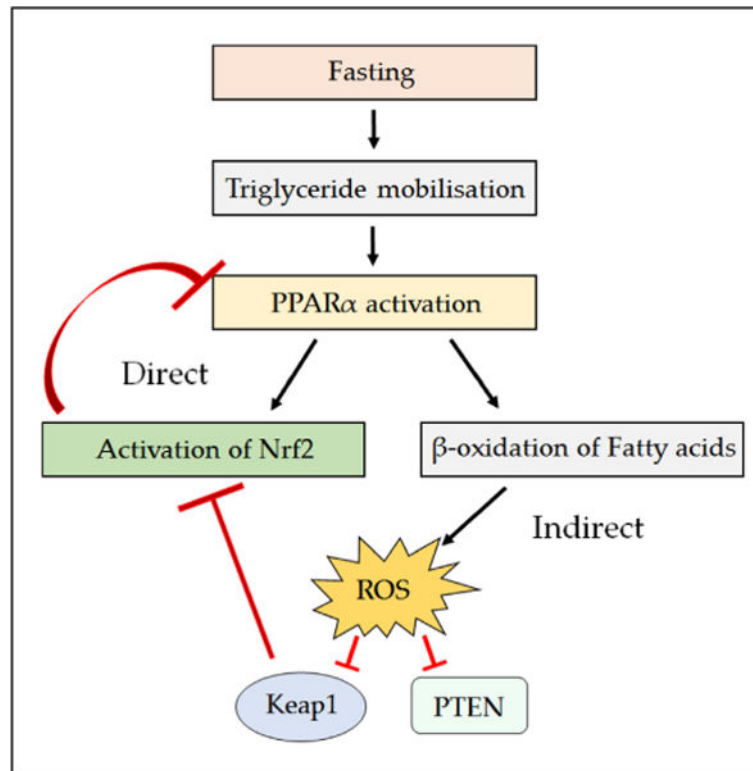 Fasting
Triglyceride mobilisation
PPARα activation
Direct
Activation of Nrf2
β-oxidation of Fatty acids
Indirect
ROS
Keap1
PTEN